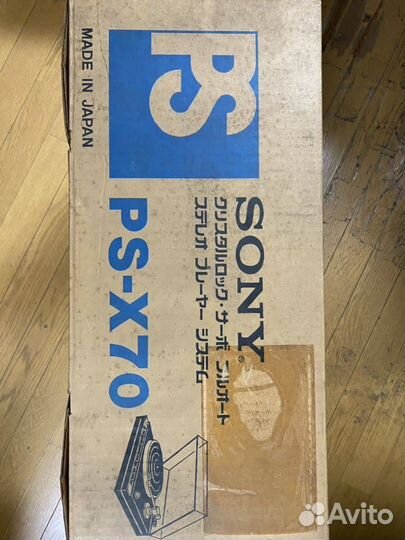 PS
MADE IN JAPAN
SONY®
クリスタルロック・サーボ フルオート
ステレオ プレーヤー システム
PS-X70
Avito